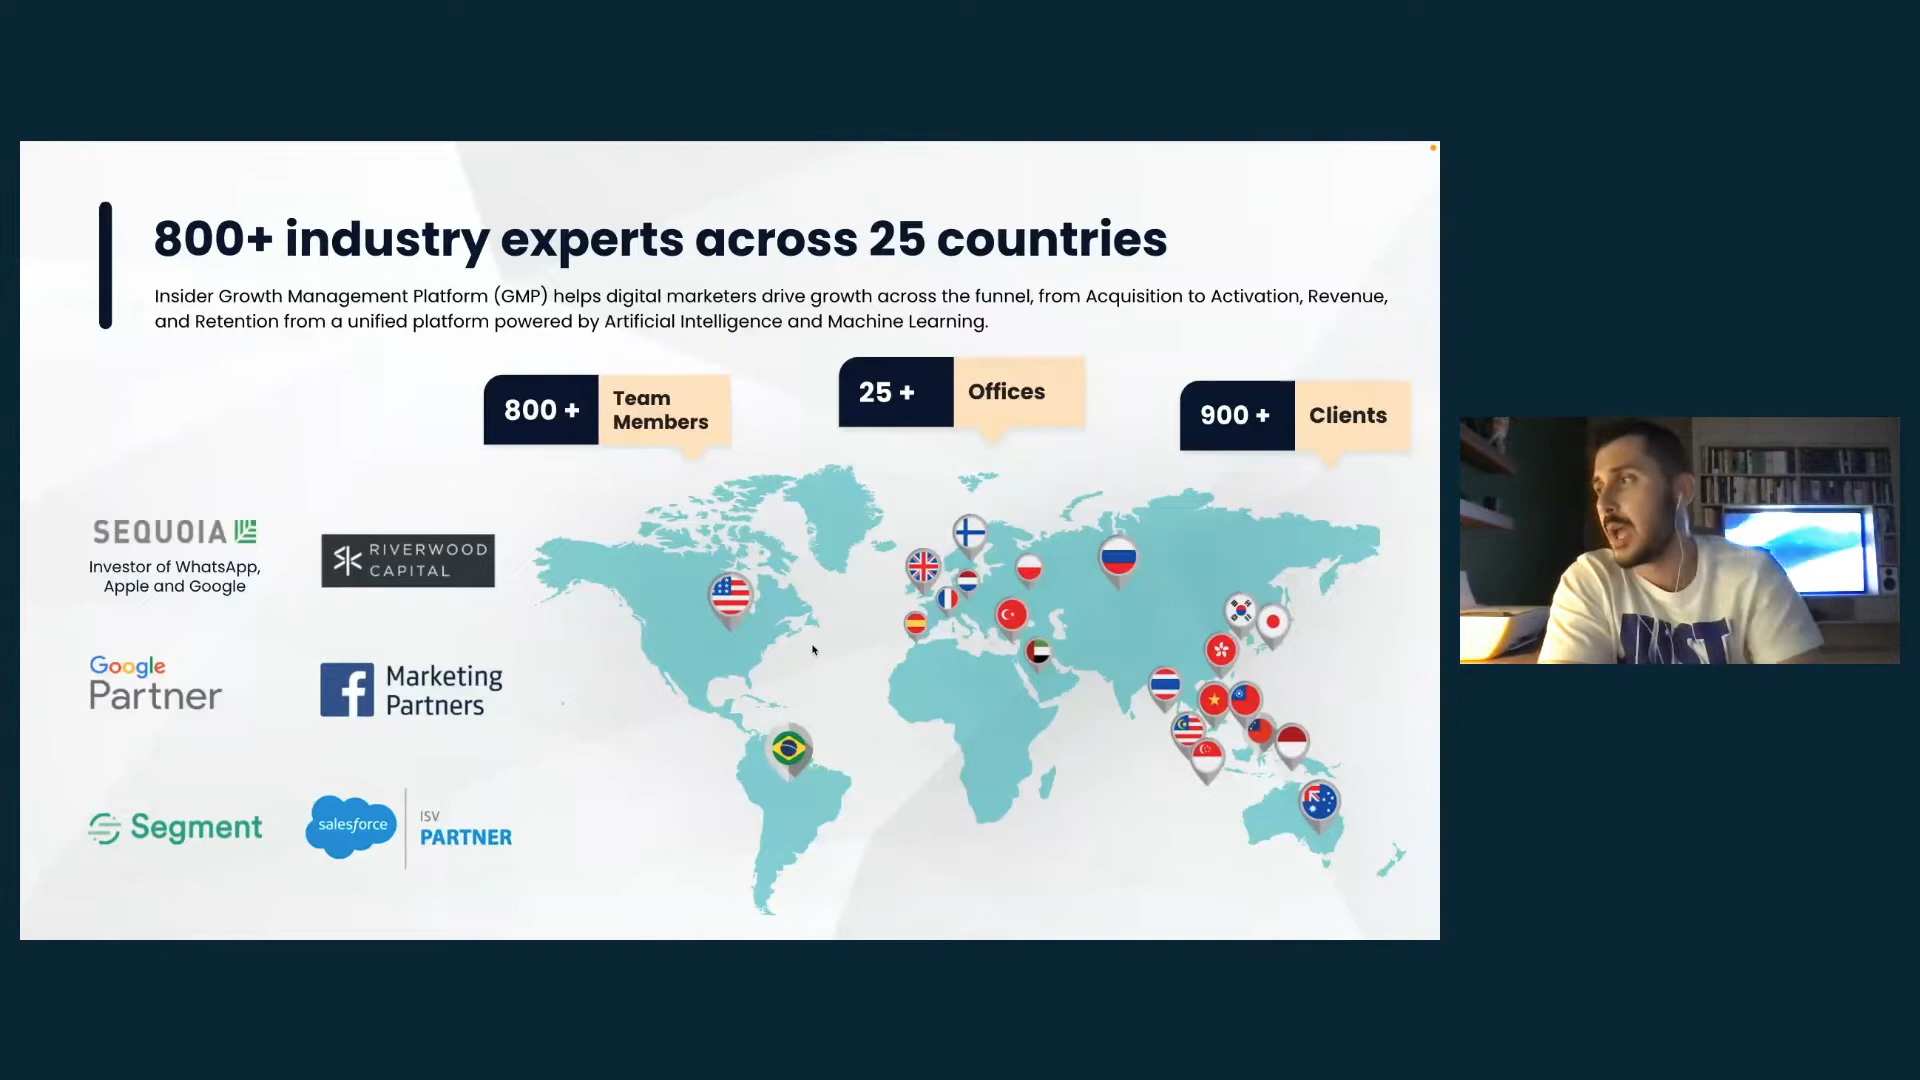 800+ industry experts across 25 countries
Insider Growth Management Platform (GMP) helps digital marketers drive growth across the funnel, from Acquisition to Activation, Revenue,
and Retention from a unified platform powered by Artificial Intelligence and Machine Learning.
800 +
Team
Members
25 +
Offices
900 +
Clients
SEQUOIA
Investor of WhatsApp,
Apple and Google
RIVERWOOD
CAPITAL
Google
Partner
Marketing
Partners
Segment
salesforce
ISV
PARTNER